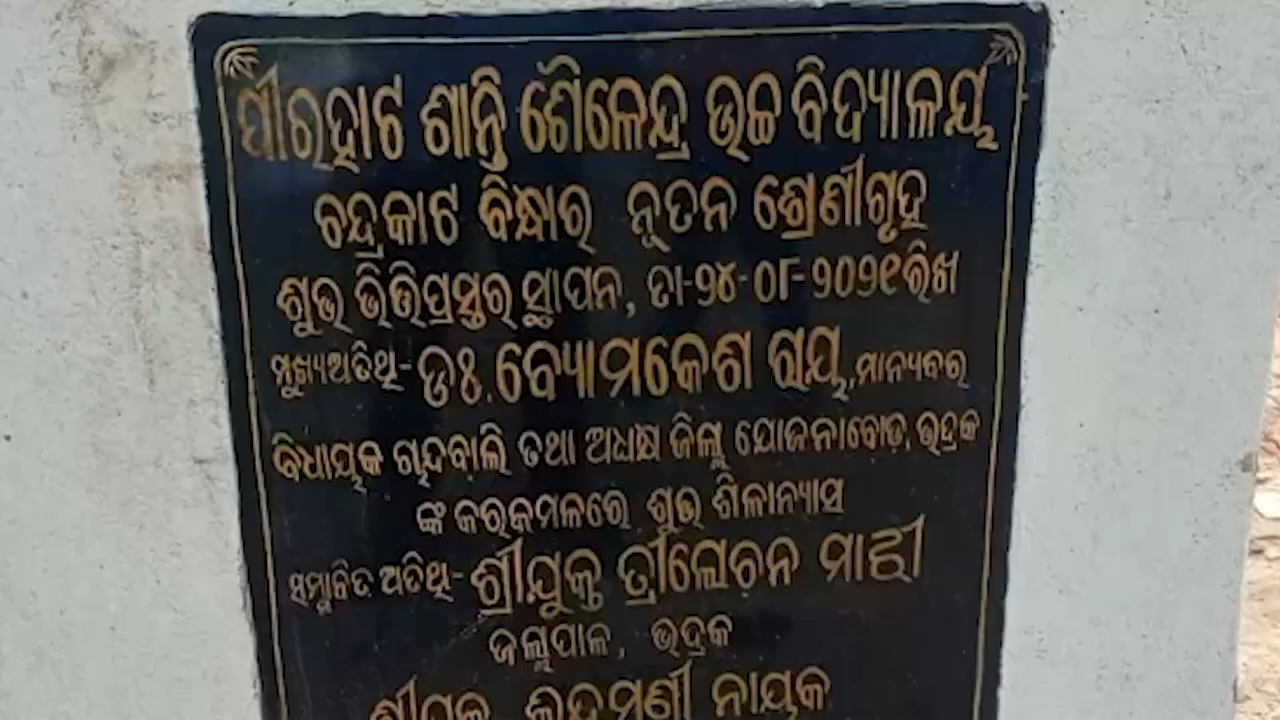 ପୀରହାଟ ଶାନ୍ତି ଶୈଳେନ୍ଦ୍ର ଉଚ୍ଚ ବିଦ୍ୟାଳୟ
ଚନ୍ଦ୍ରକାଟ ବିନ୍ଧାର ନୂତନ ଶ୍ରେଣୀଗୃହ
ଶୁଭ ଭିତ୍ତିପ୍ରସ୍ତର ସ୍ଥାପନ, ତା-୨୪-୦୮-୨୦୨୧ରିଖ
ମୁଖ୍ୟଅତିଥି- ଡଃ.ବ୍ୟୋମକେଶ ରାୟ,ମାନ୍ୟବର
ବିଧାୟକ ଚାନ୍ଦବାଲି ତଥା ଅଧ୍ୟକ୍ଷ ଜିଲ୍ଲା ଯୋଜନାବୋର୍ଡ, ଭଦ୍ରକ
ଙ୍କ କରକମଳରେ ଶୁଭ ଶିଳାନ୍ୟାସ
ସମ୍ମାନିତ ଅତିଥି- ଶ୍ରୀଯୁକ୍ତ ତ୍ରୀଲୋଚନ ମାଝୀ
ଜିଲ୍ଲାପାଳ, ଭଦ୍ରକ
ଶ୍ରୀଯୁକ୍ତ ନାୟକ